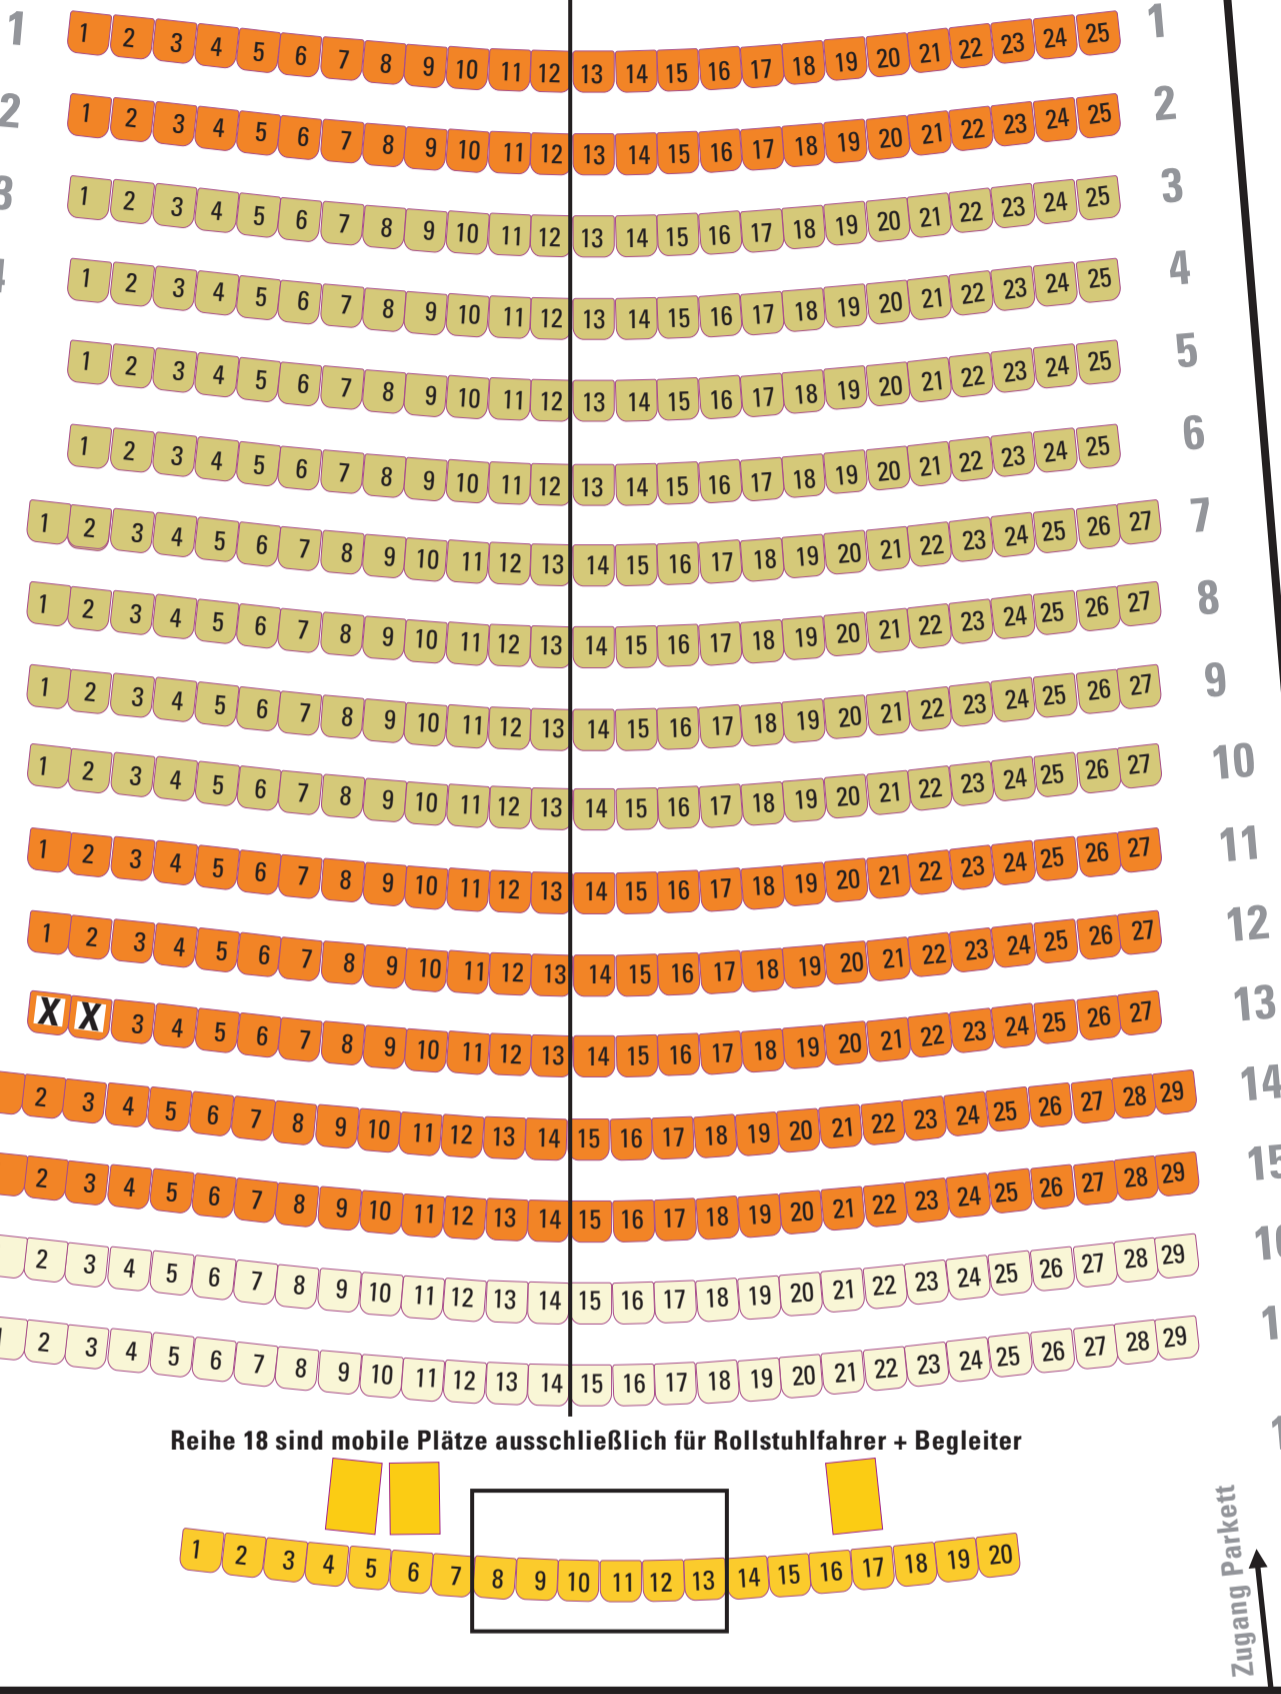 1 1 2 3 4 5 6 7 8 9 10 11 12 13 14 15 16 17 18 19 20 21 22 23 24 25 1
2 1 2 3 4 5 6 7 8 9 10 11 12 13 14 15 16 17 18 19 20 21 22 23 24 25 2
3 1 2 3 4 5 6 7 8 9 10 11 12 13 14 15 16 17 18 19 20 21 22 23 24 25 3
1 2 3 4 5 6 7 8 9 10 11 12 13 14 15 16 17 18 19 20 21 22 23 24 25 4
1 2 3 4 5 6 7 8 9 10 11 12 13 14 15 16 17 18 19 20 21 22 23 24 25 5
1 2 3 4 5 6 7 8 9 10 11 12 13 14 15 16 17 18 19 20 21 22 23 24 25 6
1 2 3 4 5 6 7 8 9 10 11 12 13 14 15 16 17 18 19 20 21 22 23 24 25 26 27 7
1 2 3 4 5 6 7 8 9 10 11 12 13 14 15 16 17 18 19 20 21 22 23 24 25 26 27 8
1 2 3 4 5 6 7 8 9 10 11 12 13 14 15 16 17 18 19 20 21 22 23 24 25 26 27 9
1 2 3 4 5 6 7 8 9 10 11 12 13 14 15 16 17 18 19 20 21 22 23 24 25 26 27 10
1 2 3 4 5 6 7 8 9 10 11 12 13 14 15 16 17 18 19 20 21 22 23 24 25 26 27 11
1 2 3 4 5 6 7 8 9 10 11 12 13 14 15 16 17 18 19 20 21 22 23 24 25 26 27 12
X X 3 4 5 6 7 8 9 10 11 12 13 14 15 16 17 18 19 20 21 22 23 24 25 26 27 13
2 3 4 5 6 7 8 9 10 11 12 13 14 15 16 17 18 19 20 21 22 23 24 25 26 27 28 29 14
2 3 4 5 6 7 8 9 10 11 12 13 14 15 16 17 18 19 20 21 22 23 24 25 26 27 28 29 15
2 3 4 5 6 7 8 9 10 11 12 13 14 15 16 17 18 19 20 21 22 23 24 25 26 27 28 29
2 3 4 5 6 7 8 9 10 11 12 13 14 15 16 17 18 19 20 21 22 23 24 25 26 27 28 29
Reihe 18 sind mobile Plätze ausschließlich für Rollstuhlfahrer + Begleiter
1 2 3 4 5 6 7 8 9 10 11 12 13 14 15 16 17 18 19 20
Zugang Parkett